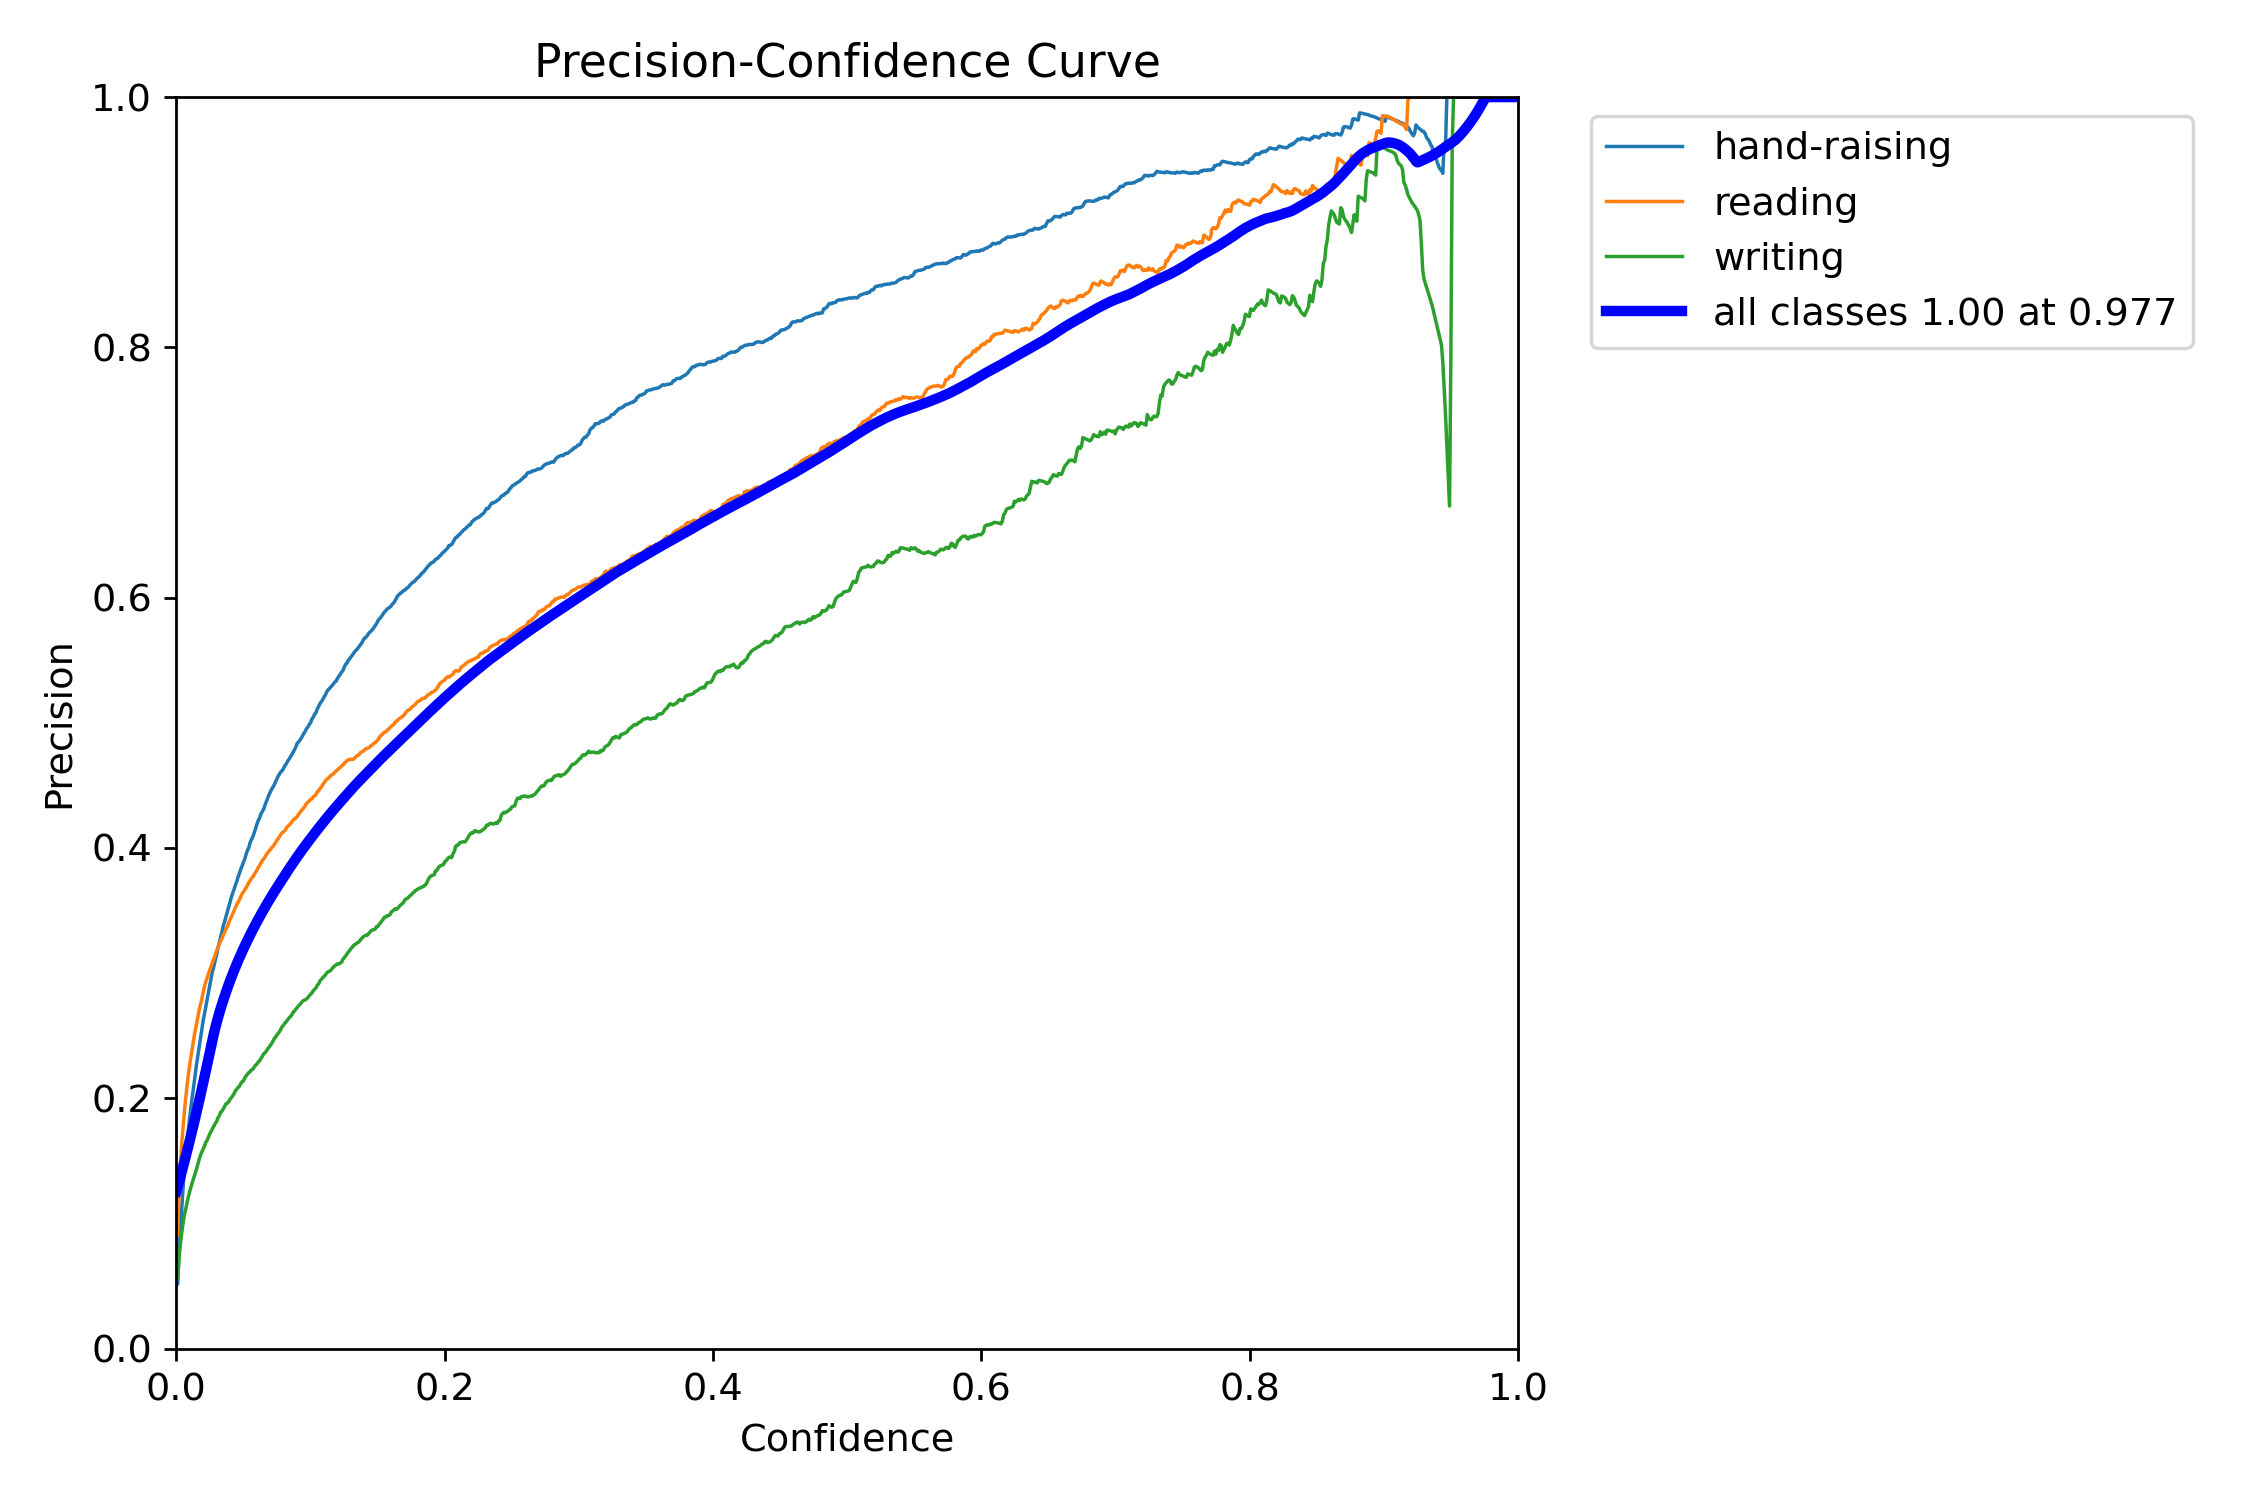 Precision-Confidence Curve
1.0
0.8
0.6
0.4
0.2
0.0
Precision
0.0 0.2 0.4 0.6 0.8 1.0
Confidence
hand-raising
reading
writing
all classes 1.00 at 0.977